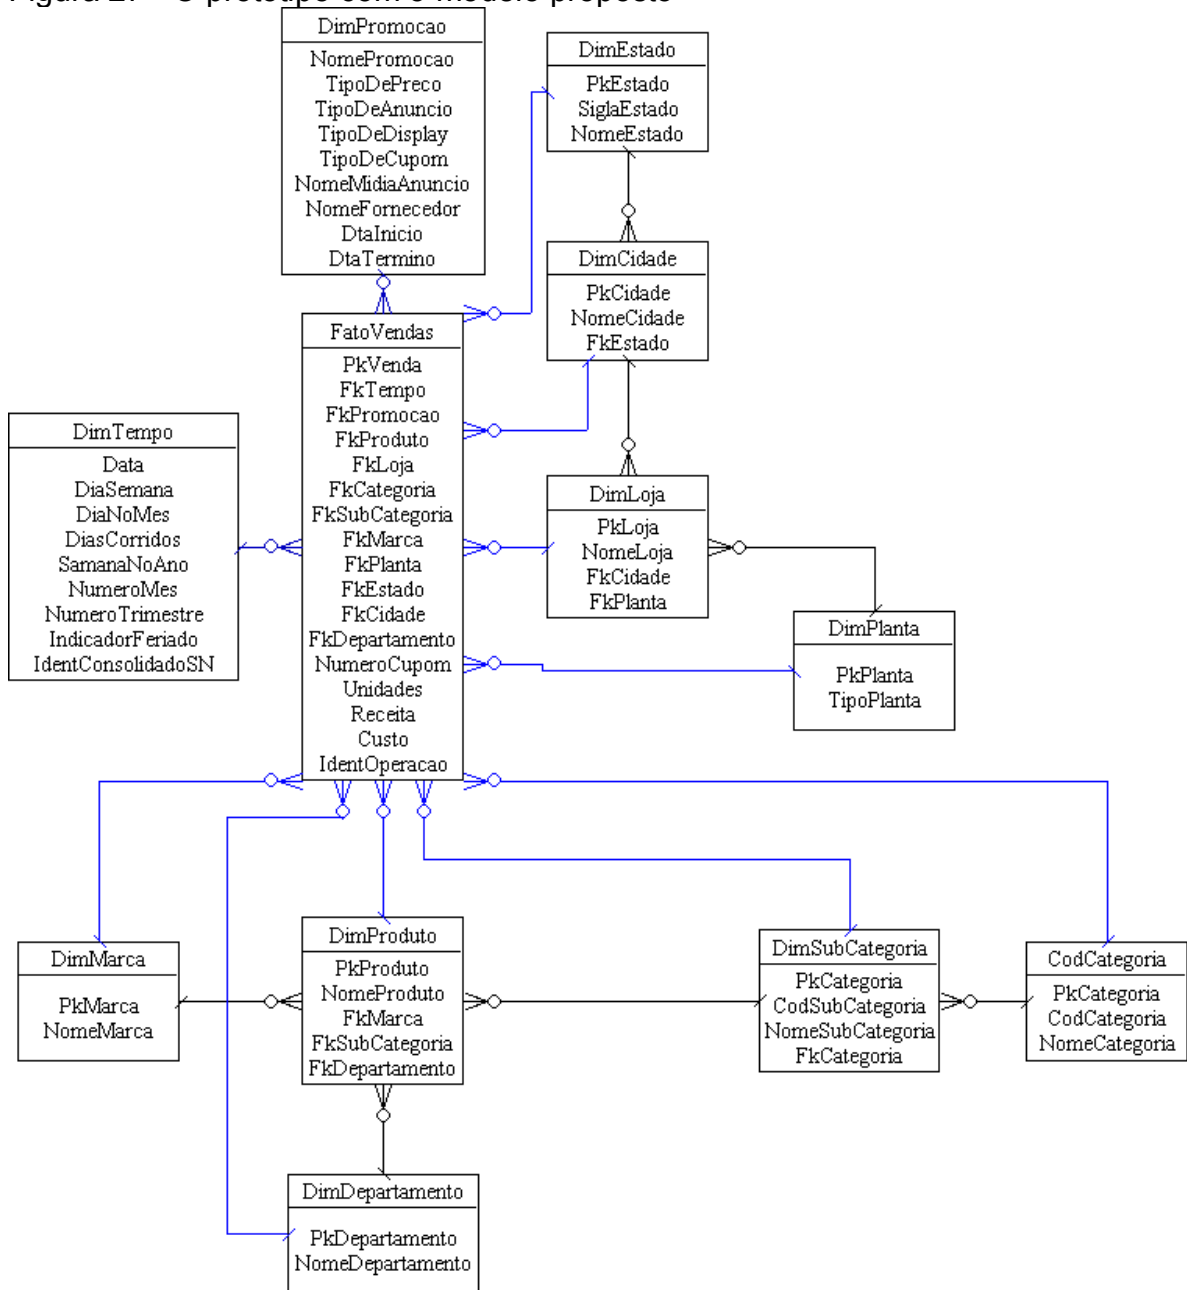 DimPromocao
NomePromocao
TipoDePreco
TipoDeAnuncio
TipoDeDisplay
TipoDeCupom
NomeMidiaAnuncio
NomeFornecedor
DtaInicio
DtaTermino
DimEstado
PkEstado
SiglaEstado
NomeEstado
DimCidade
PkCidade
NomeCidade
FkEstado
FatoVendas
PkVenda
FkTempo
FkPromocao
FkProduto
FkLoja
FkCategoria
FkSubCategoria
FkMarca
FkPlanta
FkEstado
FkCidade
FkDepartamento
NumeroCupom
Unidades
Receita
Custo
IdentOperacao
DimTempo
Data
DiaSemana
DiaNoMes
DiasCorridos
SamanaNoAno
NumeroMes
NumeroTrimestre
IndicadorFeriado
IdentConsolidadoSN
DimLoja
PkLoja
NomeLoja
FkCidade
FkPlanta
DimPlanta
PkPlanta
TipoPlanta
DimMarca
PkMarca
NomeMarca
DimProduto
PkProduto
NomeProduto
FkMarca
FkSubCategoria
FkDepartamento
DimSubCategoria
PkCategoria
CodSubCategoria
NomeSubCategoria
FkCategoria
CodCategoria
PkCategoria
CodCategoria
NomeCategoria
DimDepartamento
PkDepartamento
NomeDepartamento